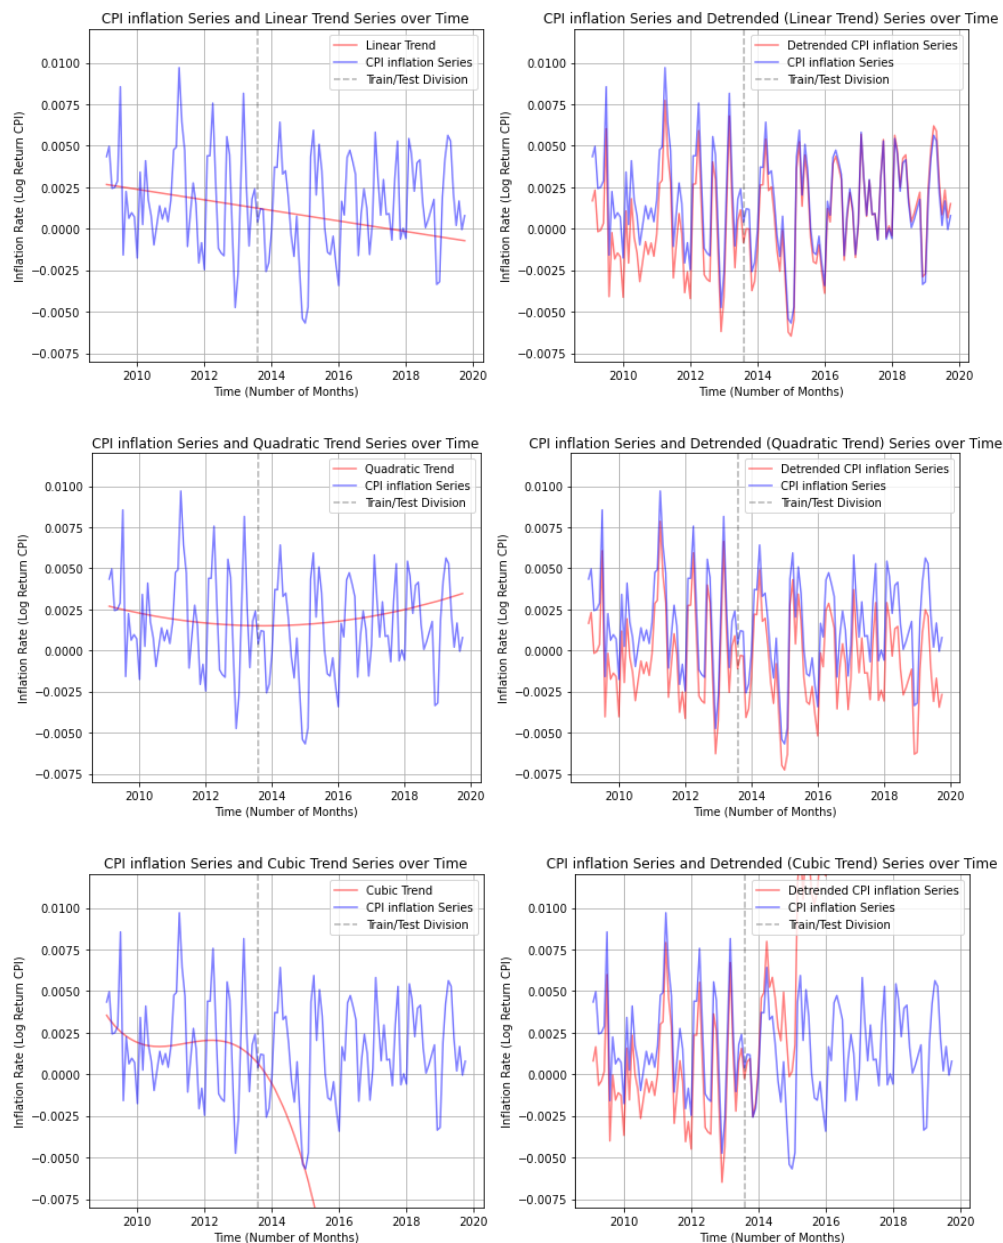 CPI inflation Series and Linear Trend Series over Time
Linear Trend
CPI inflation Series
Train/Test Division
Inflation Rate (Log Return CPI)
0.0100
0.0075
0.0050
0.0025
0.0000
−0.0025
−0.0050
−0.0075
2010 2012 2014 2016 2018 2020
Time (Number of Months)
CPI inflation Series and Detrended (Linear Trend) Series over Time
Detrended CPI inflation Series
CPI inflation Series
Train/Test Division
Inflation Rate (Log Return CPI)
0.0100
0.0075
0.0050
0.0025
0.0000
−0.0025
−0.0050
−0.0075
2010 2012 2014 2016 2018 2020
Time (Number of Months)
CPI inflation Series and Quadratic Trend Series over Time
Quadratic Trend
CPI inflation Series
Train/Test Division
Inflation Rate (Log Return CPI)
0.0100
0.0075
0.0050
0.0025
0.0000
−0.0025
−0.0050
−0.0075
2010 2012 2014 2016 2018 2020
Time (Number of Months)
CPI inflation Series and Detrended (Quadratic Trend) Series over Time
Detrended CPI inflation Series
CPI inflation Series
Train/Test Division
Inflation Rate (Log Return CPI)
0.0100
0.0075
0.0050
0.0025
0.0000
−0.0025
−0.0050
−0.0075
2010 2012 2014 2016 2018 2020
Time (Number of Months)
CPI inflation Series and Cubic Trend Series over Time
Cubic Trend
CPI inflation Series
Train/Test Division
Inflation Rate (Log Return CPI)
0.0100
0.0075
0.0050
0.0025
0.0000
−0.0025
−0.0050
−0.0075
2010 2012 2014 2016 2018 2020
Time (Number of Months)
CPI inflation Series and Detrended (Cubic Trend) Series over Time
Detrended CPI inflation Series
CPI inflation Series
Train/Test Division
Inflation Rate (Log Return CPI)
0.0100
0.0075
0.0050
0.0025
0.0000
−0.0025
−0.0050
−0.0075
2010 2012 2014 2016 2018 2020
Time (Number of Months)